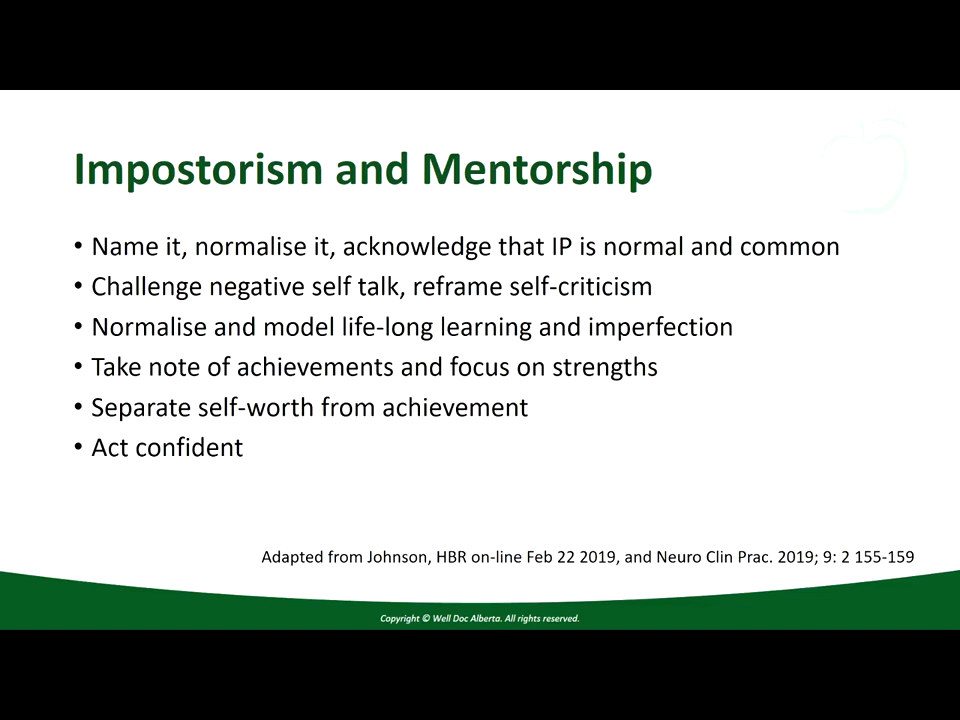 Impostorism and Mentorship
• Name it, normalise it, acknowledge that IP is normal and common
• Challenge negative self talk, reframe self-criticism
• Normalise and model life-long learning and imperfection
• Take note of achievements and focus on strengths
• Separate self-worth from achievement
• Act confident
Adapted from Johnson, HBR on-line Feb 22 2019, and Neuro Clin Prac. 2019; 9: 2 155-159
Copyright © Well Doc Alberta. All rights reserved.